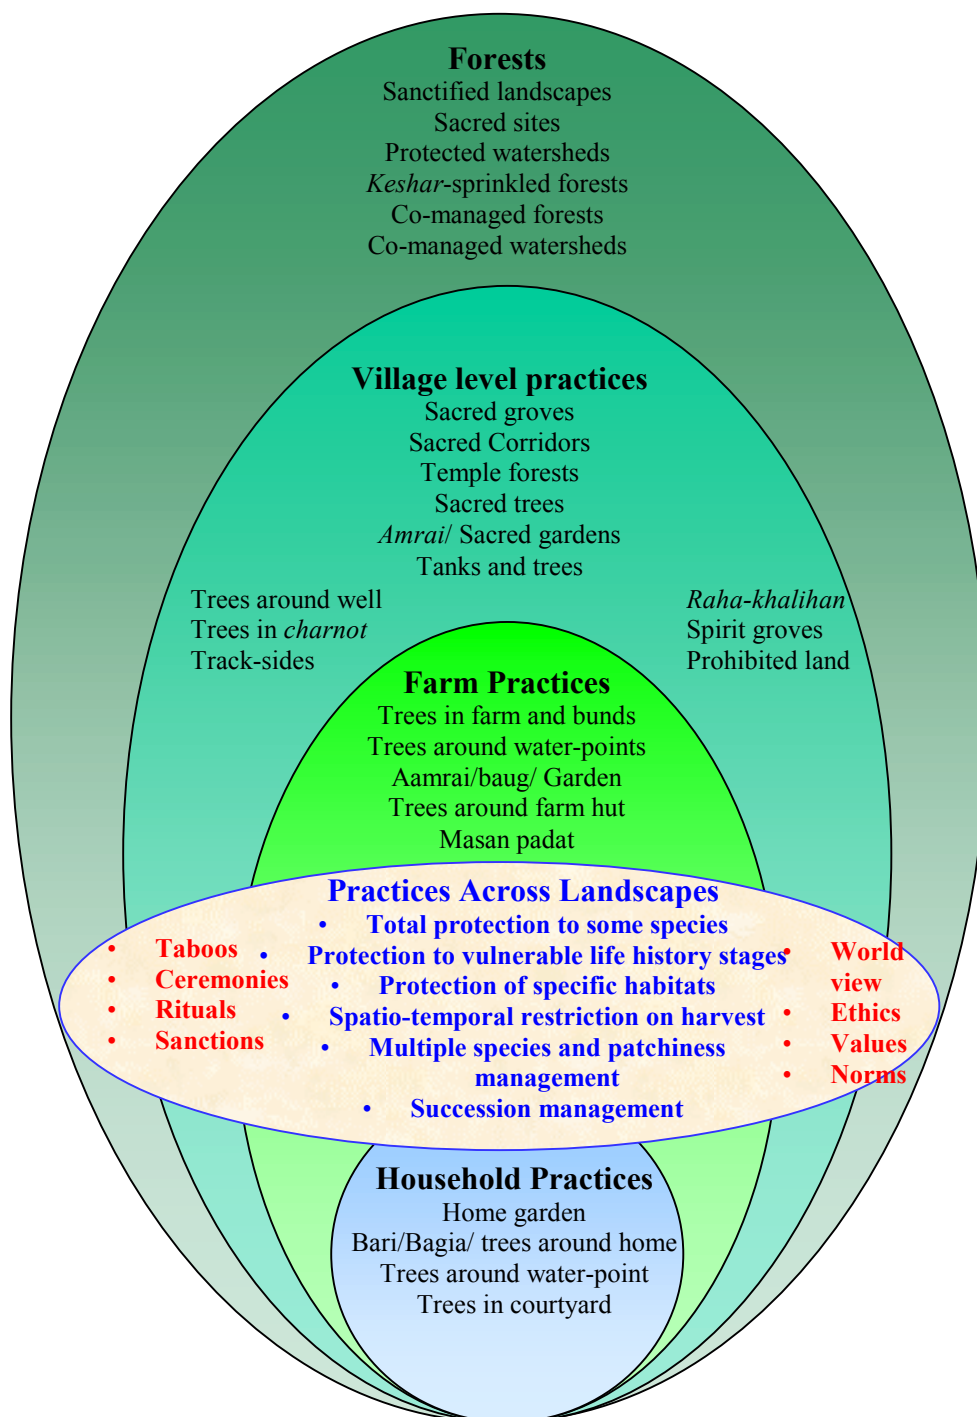 Forests
Sanctified landscapes
Sacred sites
Protected watersheds
Keshar-sprinkled forests
Co-managed forests
Co-managed watersheds
Village level practices
Sacred groves
Sacred Corridors
Temple forests
Sacred trees
Amrai/ Sacred gardens
Tanks and trees
Trees around well
Trees in charnot
Track-sides
Raha-khalihan
Spirit groves
Prohibited land
Farm Practices
Trees in farm and bunds
Trees around water-points
Aamrai/baug/ Garden
Trees around farm hut
Masan padat
Practices Across Landscapes
• Total protection to some species
• Protection to vulnerable life history stages
• Protection of specific habitats
• Spatio-temporal restriction on harvest
• Multiple species and patchiness
management
• Succession management
• Taboos
• Ceremonies
• Rituals
• Sanctions
• World
view
• Ethics
• Values
• Norms
Household Practices
Home garden
Bari/Bagia/ trees around home
Trees around water-point
Trees in courtyard